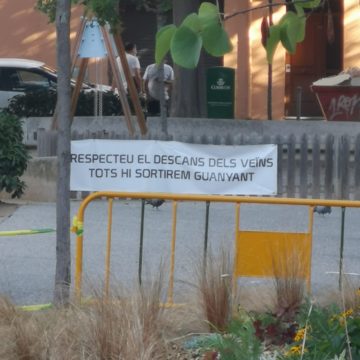 RESPECTEU EL DESCANS DELS VEÏNS
TOTS HI SORTIREM GUANYANT